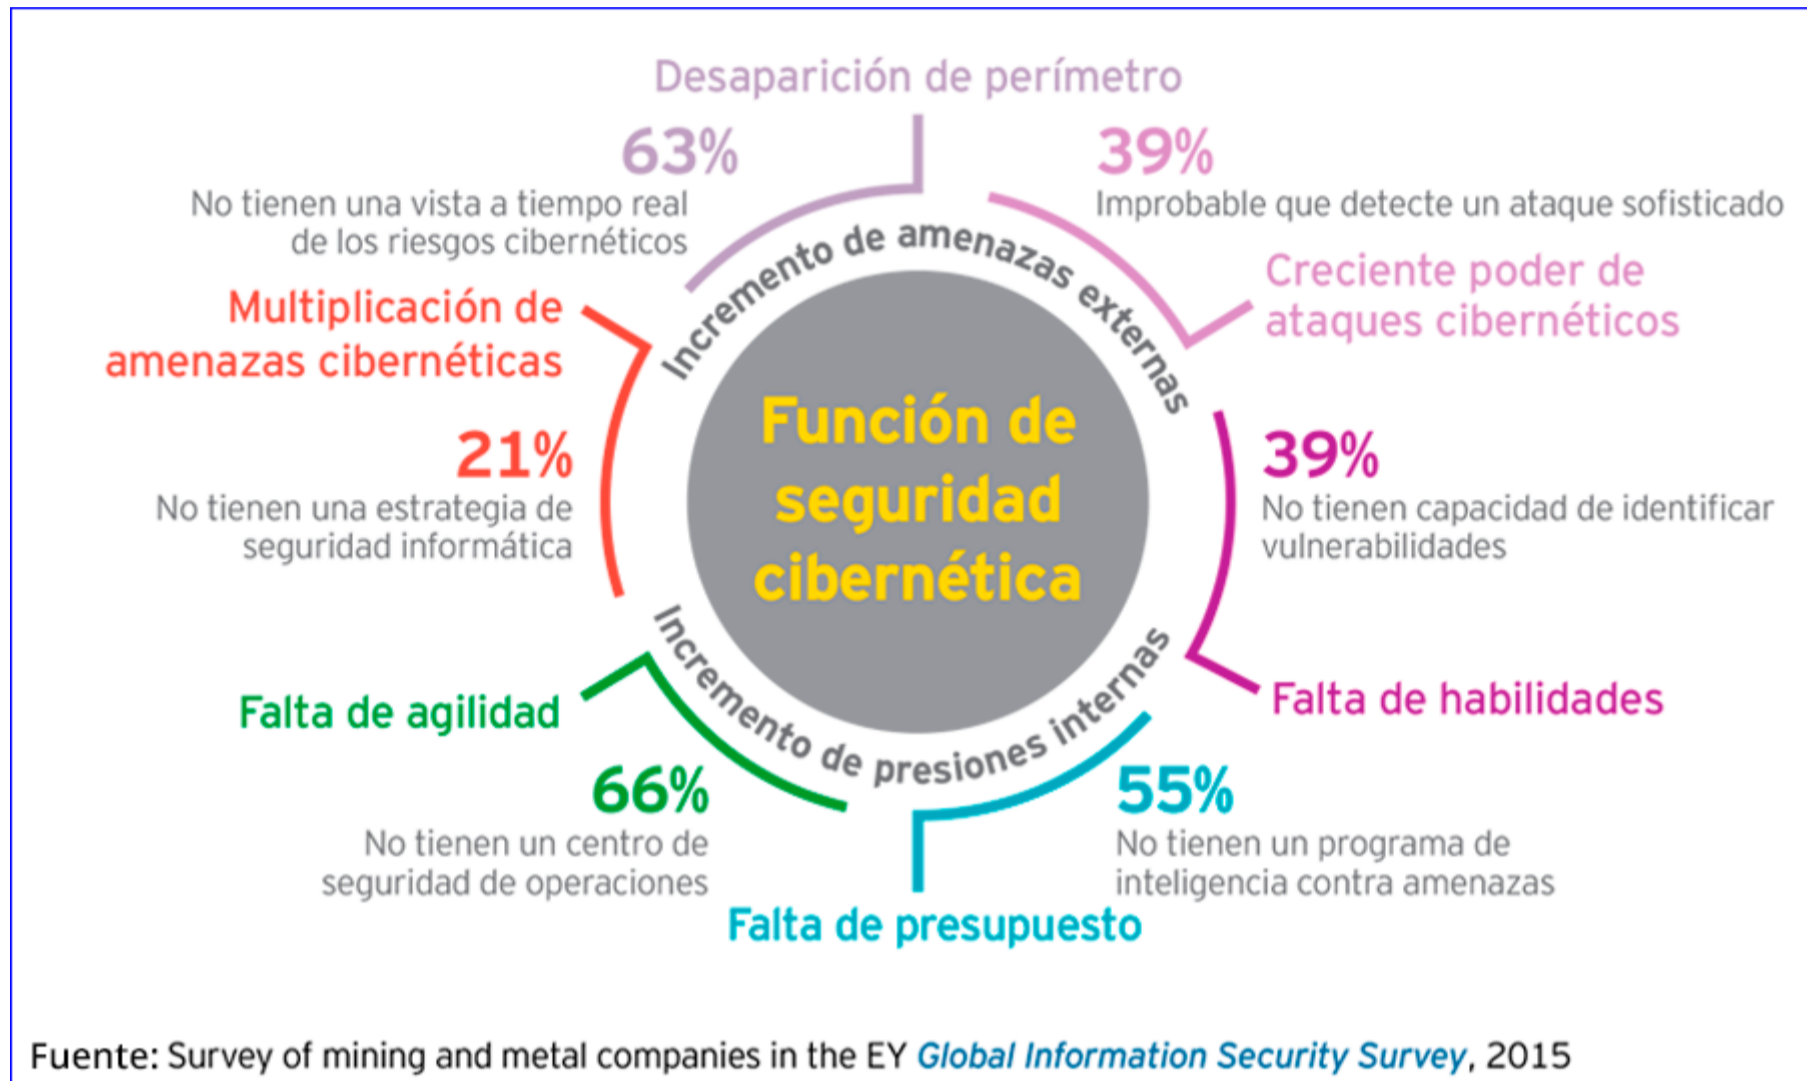 Desaparición de perímetro
63%
No tienen una vista a tiempo real
de los riesgos cibernéticos
39%
Improbable que detecte un ataque sofisticado
Creciente poder de
ataques cibernéticos
Multiplicación de
amenazas cibernéticas
21%
No tienen una estrategia de
seguridad informática
Incremento de amenazas externas
Función de
seguridad
cibernética
Incremento de presiones internas
39%
No tienen capacidad de identificar
vulnerabilidades
Falta de habilidades
Falta de agilidad
66%
No tienen un centro de
seguridad de operaciones
55%
No tienen un programa de
inteligencia contra amenazas
Falta de presupuesto
Fuente: Survey of mining and metal companies in the EY Global Information Security Survey, 2015